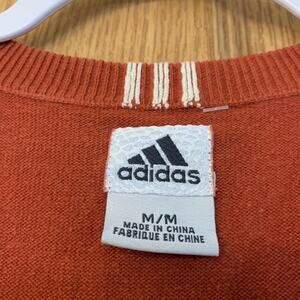 adidas
M/M
MADE IN CHINA
FABRIQUÉ EN CHINE